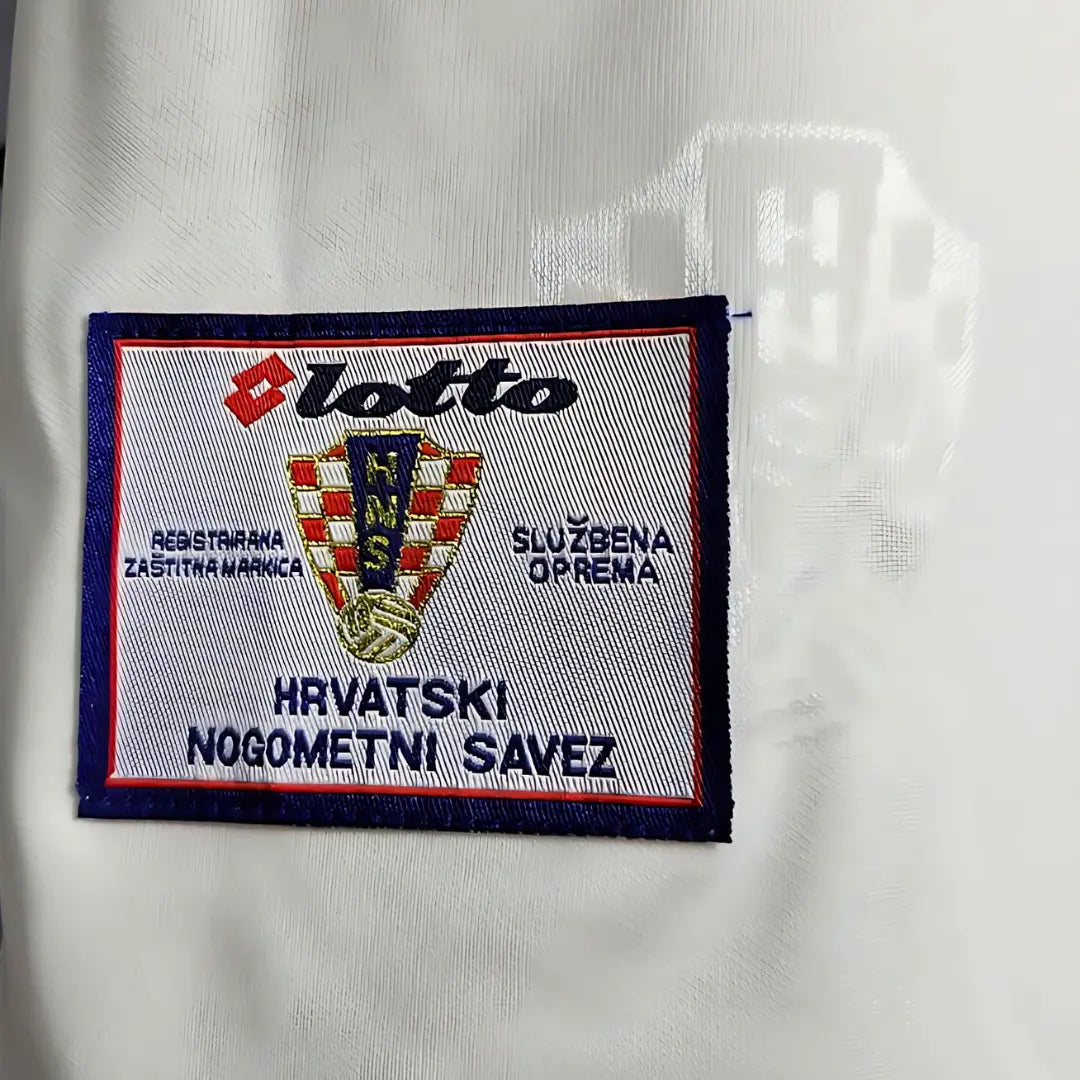 lotto
HNS
REGISTRIRANA
ZAŠTITNA MARKICA
SLUŽBENA
OPREMA
HRVATSKI
NOGOMETNI SAVEZ